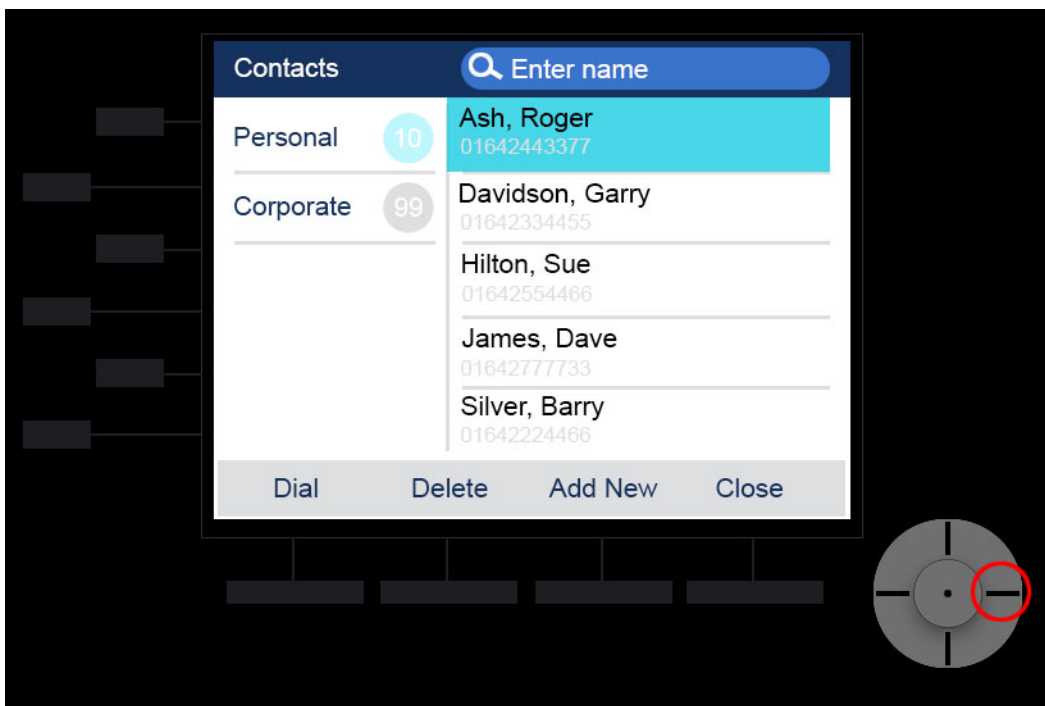 Contacts
Enter name
Personal 10
Corporate 99
Ash, Roger
01642443377
Davidson, Garry
01642334455
Hilton, Sue
01642554466
James, Dave
01642777733
Silver, Barry
01642224466
Dial Delete Add New Close